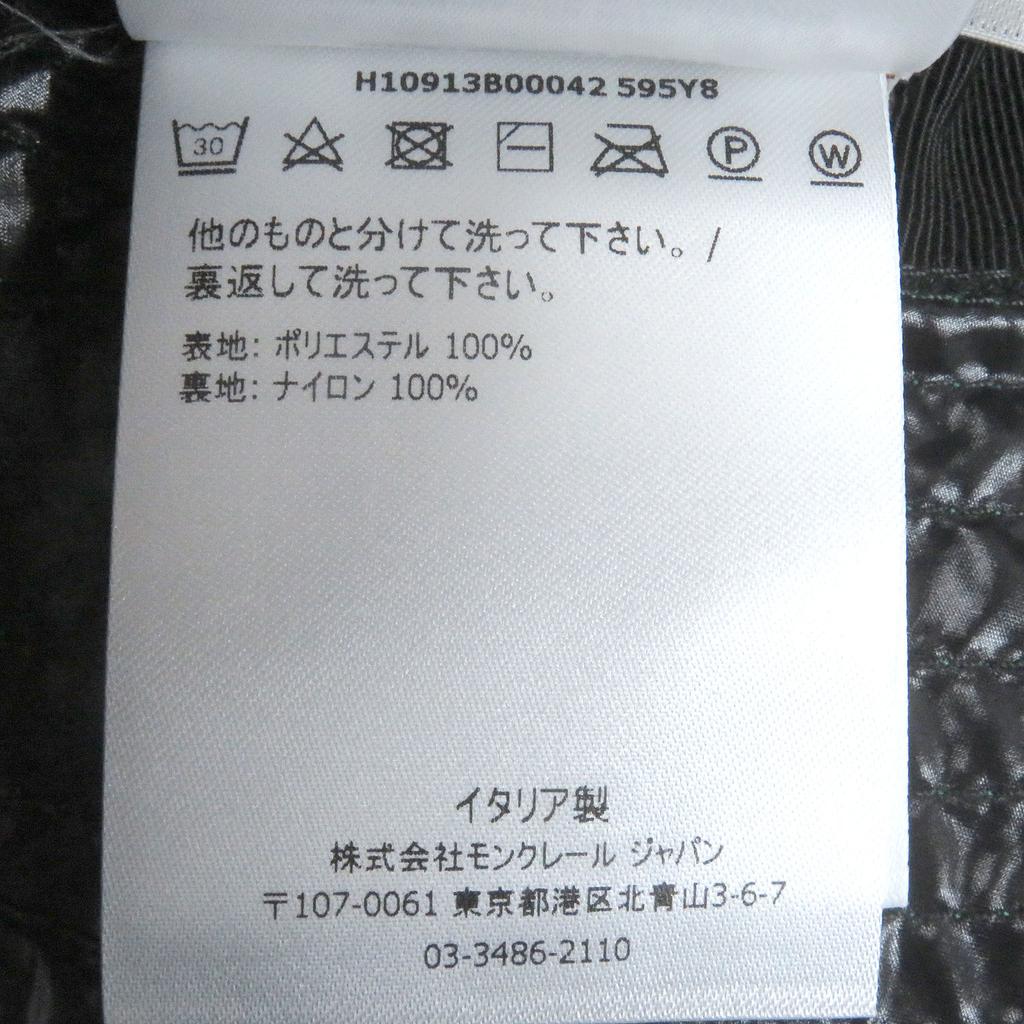 H10913B00042 595Y8
30
P
W
他のものと分けて洗って下さい。/
裏返して洗って下さい。
表地: ポリエステル 100%
裏地: ナイロン 100%
イタリア製
株式会社モンクレール ジャパン
〒107-0061 東京都港区北青山3-6-7
03-3486-2110